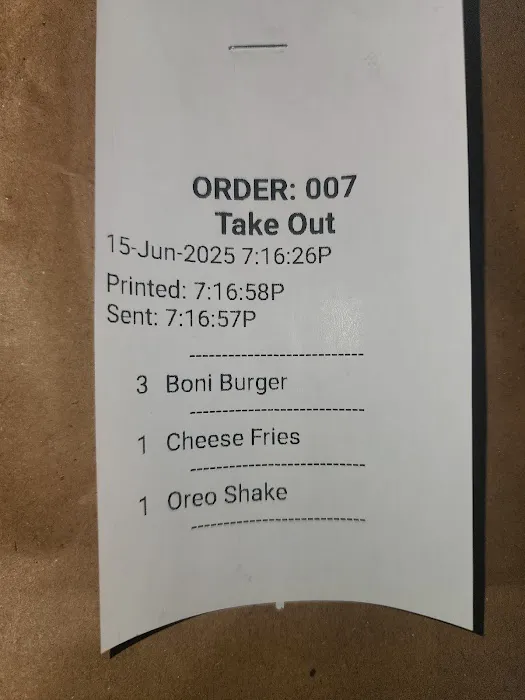 ORDER: 007
Take Out
15-Jun-2025 7:16:26P
Printed: 7:16:58P
Sent: 7:16:57P
3 Boni Burger
1 Cheese Fries
1 Oreo Shake